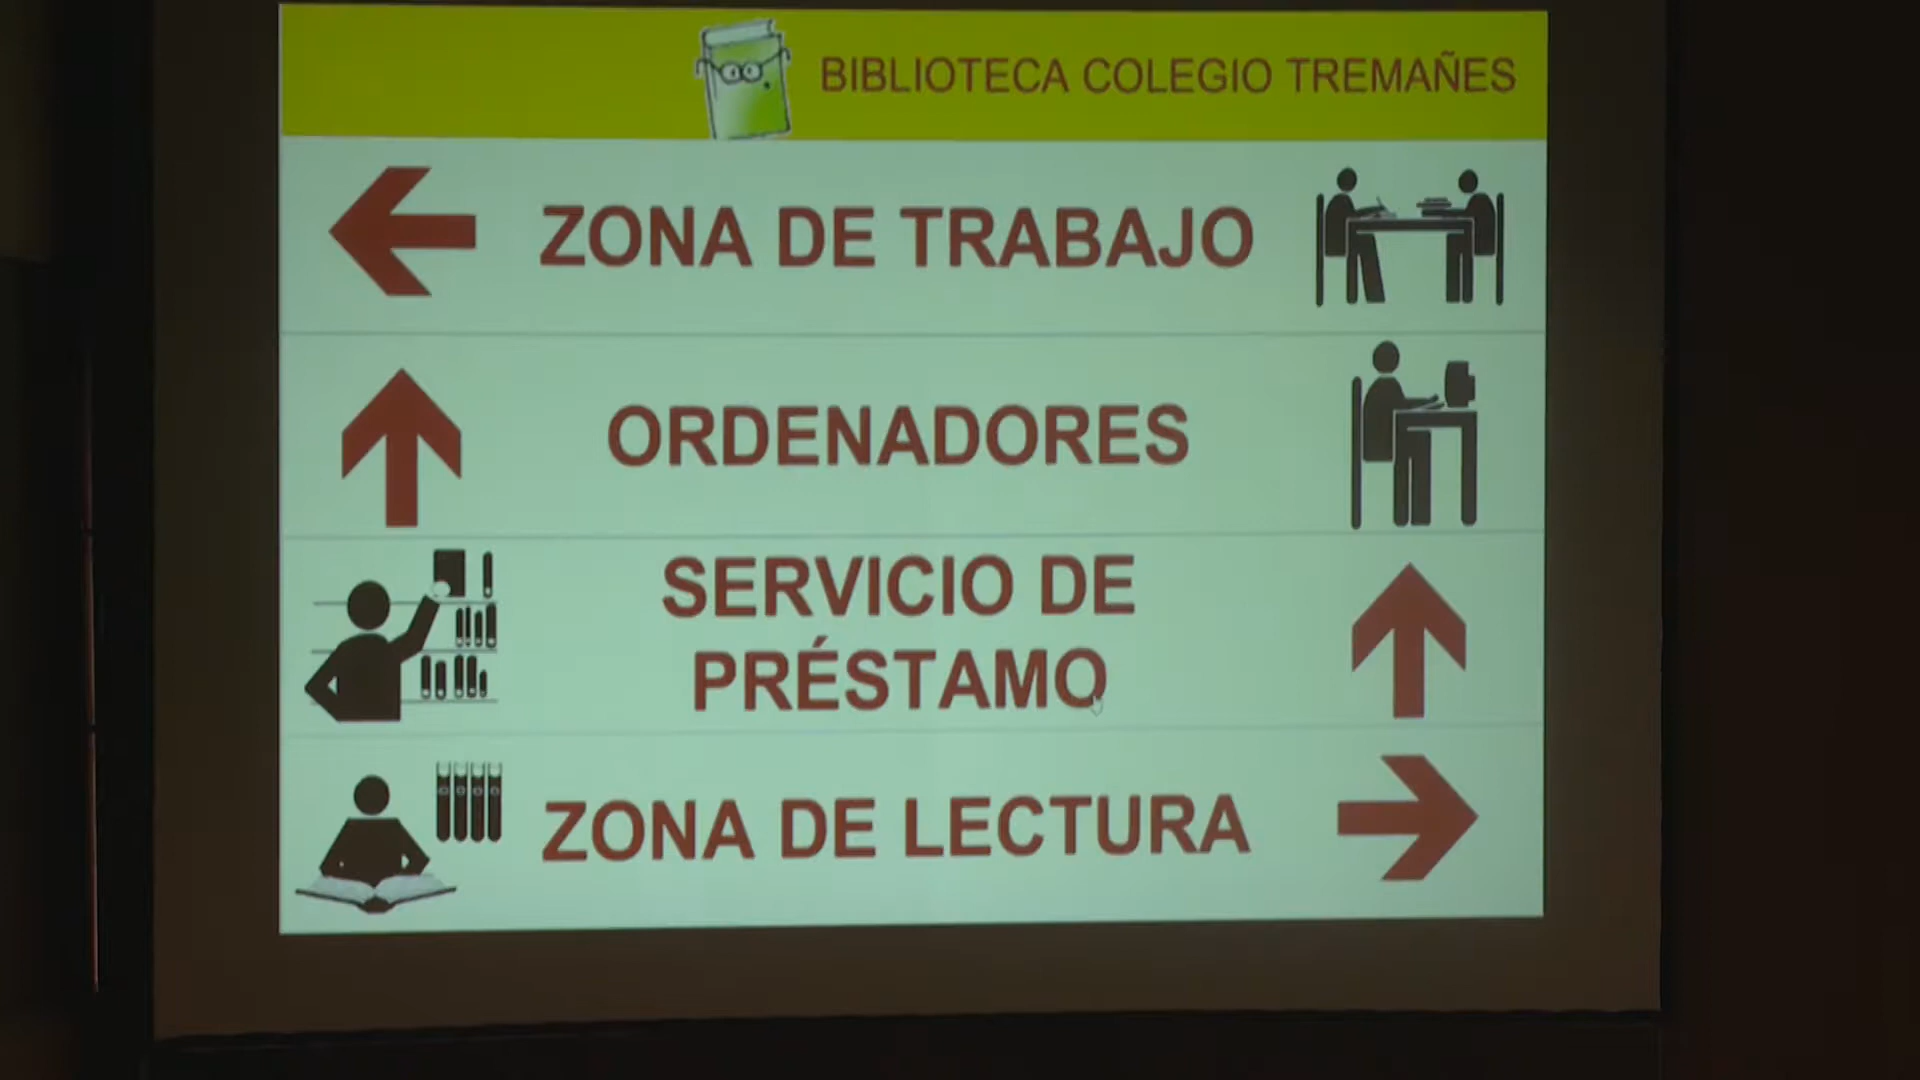 BIBLIOTECA COLEGIO TREMAÑES
ZONA DE TRABAJO
ORDENADORES
SERVICIO DE
PRÉSTAMO
ZONA DE LECTURA